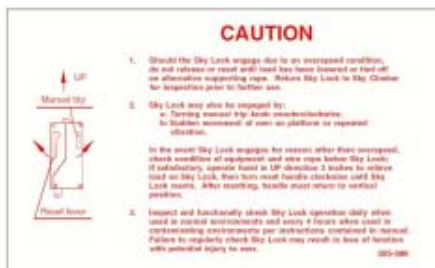 CAUTION
UP
Manual trip
Reset lever
1. Should the Sky Lock engage due to an overspeed condition,
do not release or reset until load has been lowered or tied off
on alternative supporting rope. Return Sky Lock to Sky Climber
for inspection prior to further use.
2. Sky Lock may also be engaged by:
a: Turning manual trip knob counterclockwise
b: Sudden movement of men on platform or repeated
vibration.
In the event Sky Lock engages for reason other than overspeed,
check condition of equipment and wire rope below Sky Lock:
If satisfactory, operate hoist in UP direction 3 inches to relieve
load on Sky Lock, then turn reset handle clockwise until Sky
Lock resets. After resetting, handle must return to vertical
position.
3. Inspect and functionally check Sky Lock operation daily when
used in normal environments and every 4 hours when used in
contaminating environments per instructions contained in manual.
Failure to regularly check Sky Lock may result in loss of function
with potential injury to men.